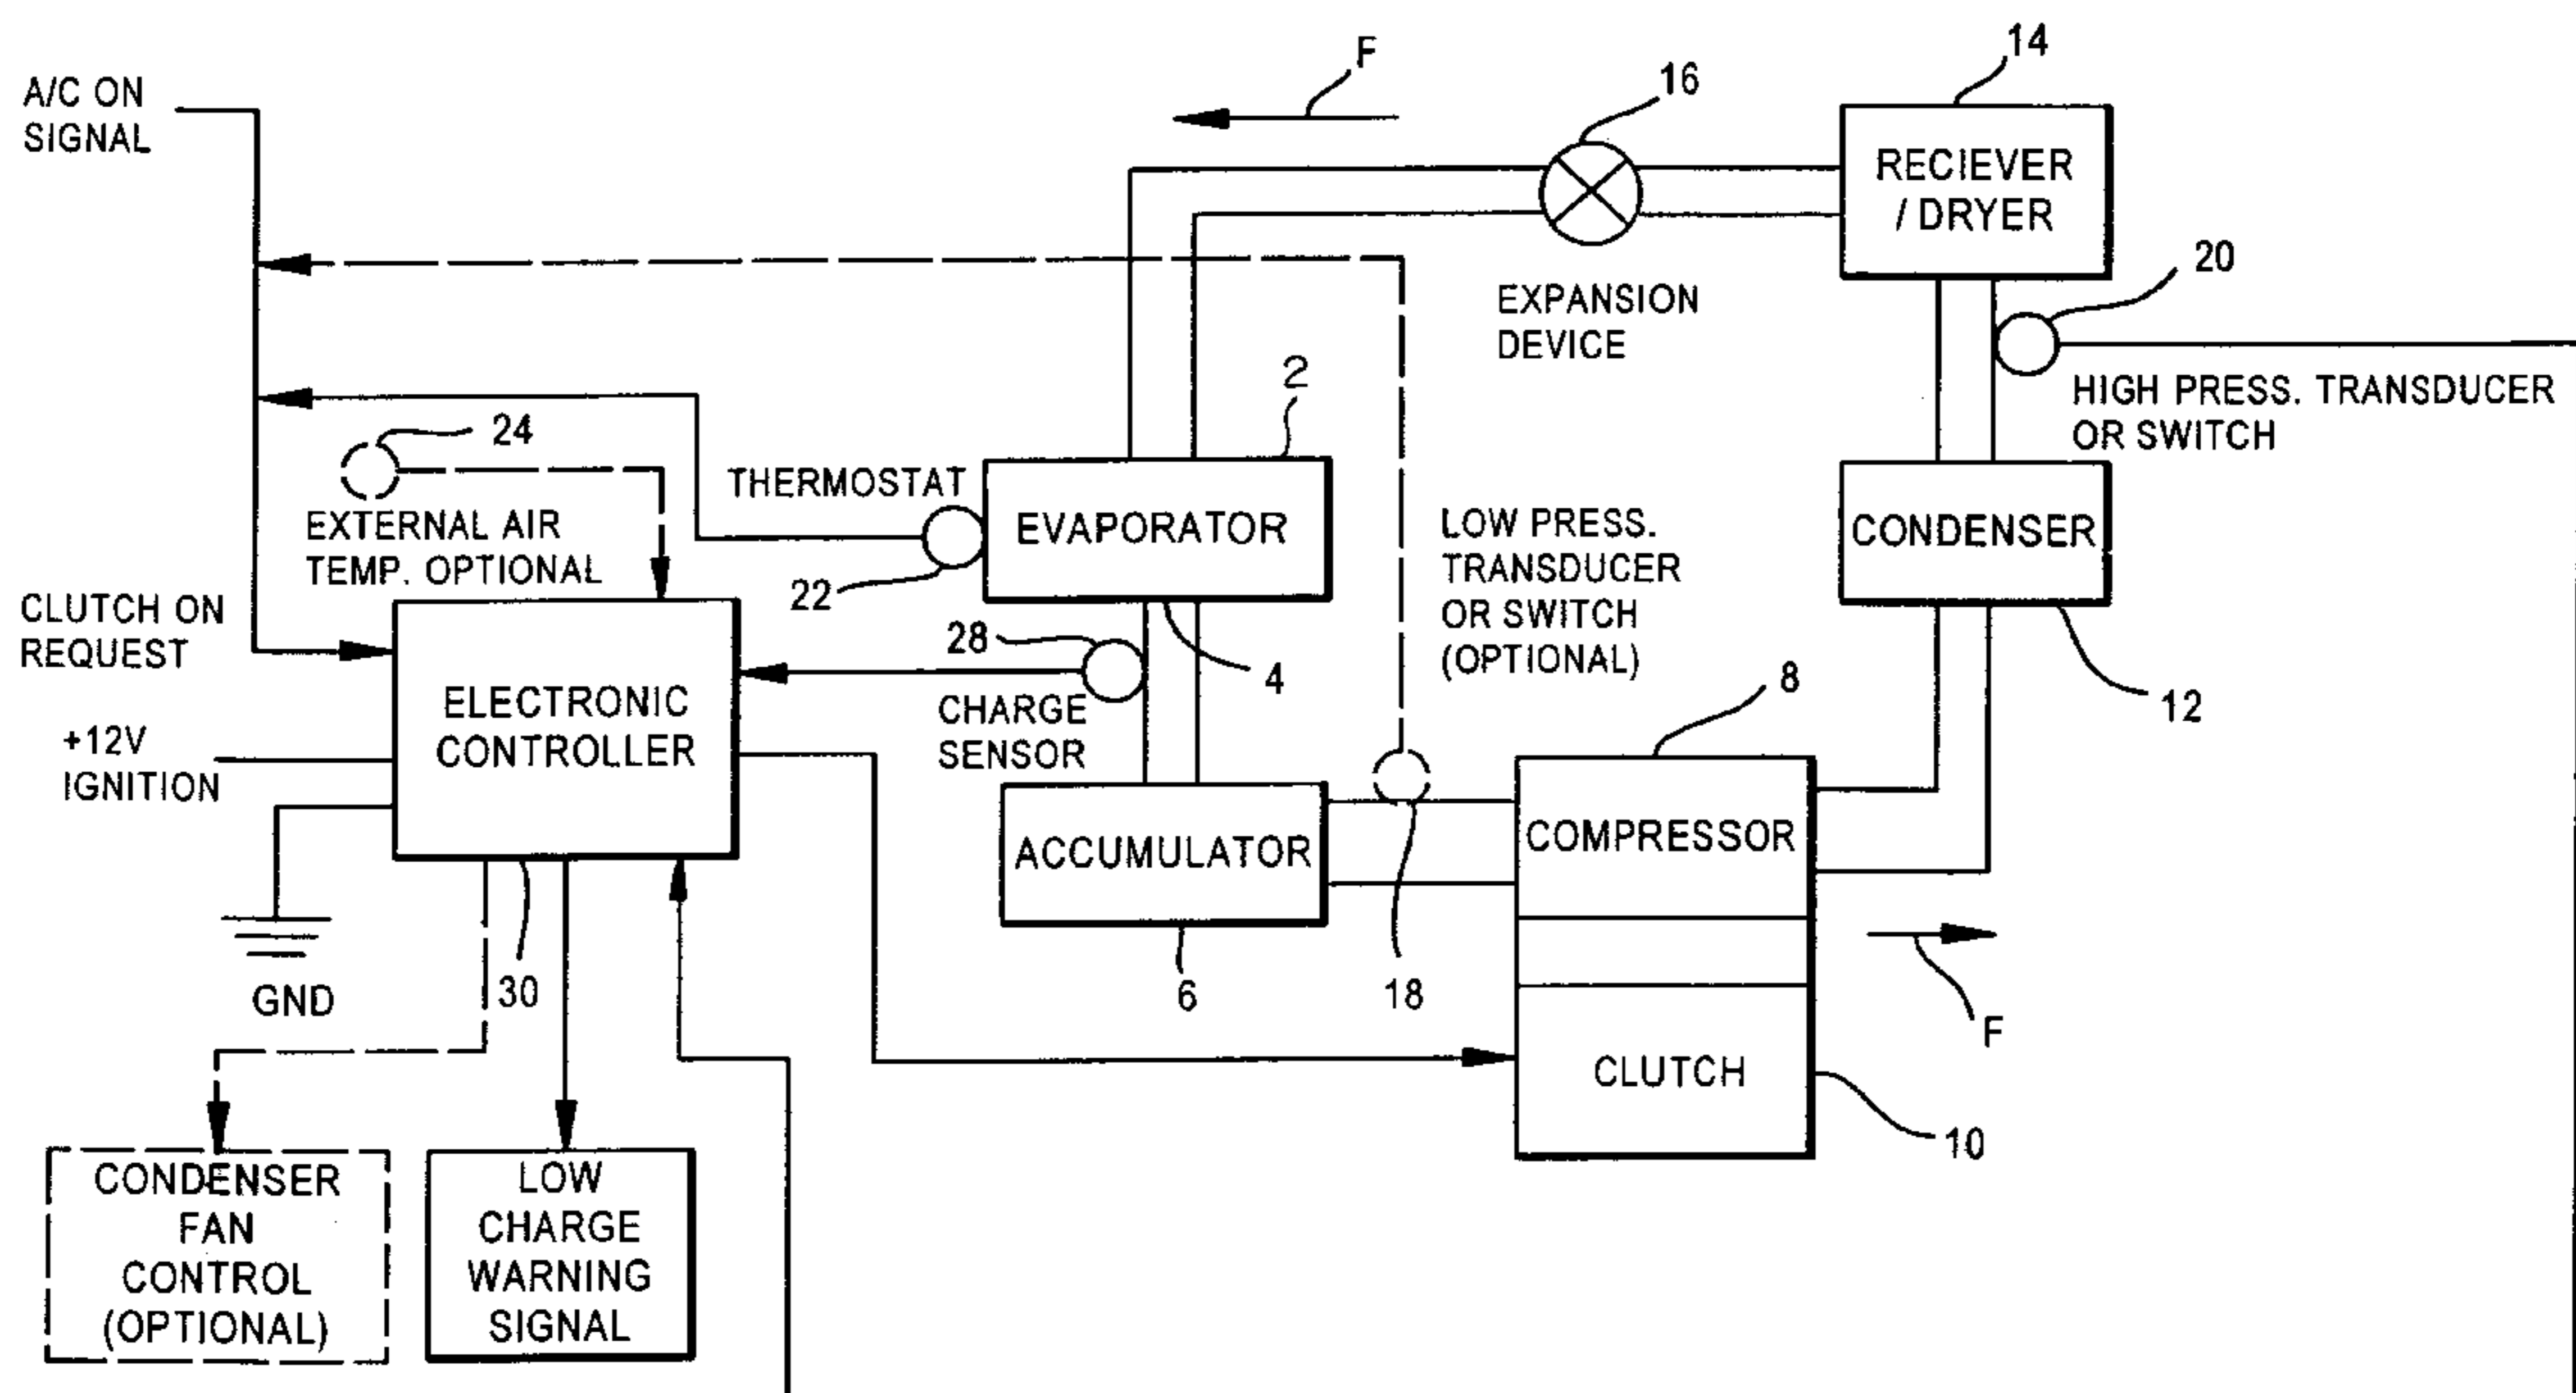 A/C ON
SIGNAL
F
16
14
RECIEVER
/ DRYER
20
EXPANSION
DEVICE
HIGH PRESS. TRANSDUCER
OR SWITCH
2
24
EXTERNAL AIR
TEMP. OPTIONAL
THERMOSTAT
22
EVAPORATOR
LOW PRESS.
TRANSDUCER
OR SWITCH
(OPTIONAL)
CONDENSER
12
CLUTCH ON
REQUEST
28
4
CHARGE
SENSOR
8
+12V
IGNITION
ELECTRONIC
CONTROLLER
ACCUMULATOR
6
18
COMPRESSOR
F
GND
30
CLUTCH
10
CONDENSER
FAN
CONTROL
(OPTIONAL)
LOW
CHARGE
WARNING
SIGNAL